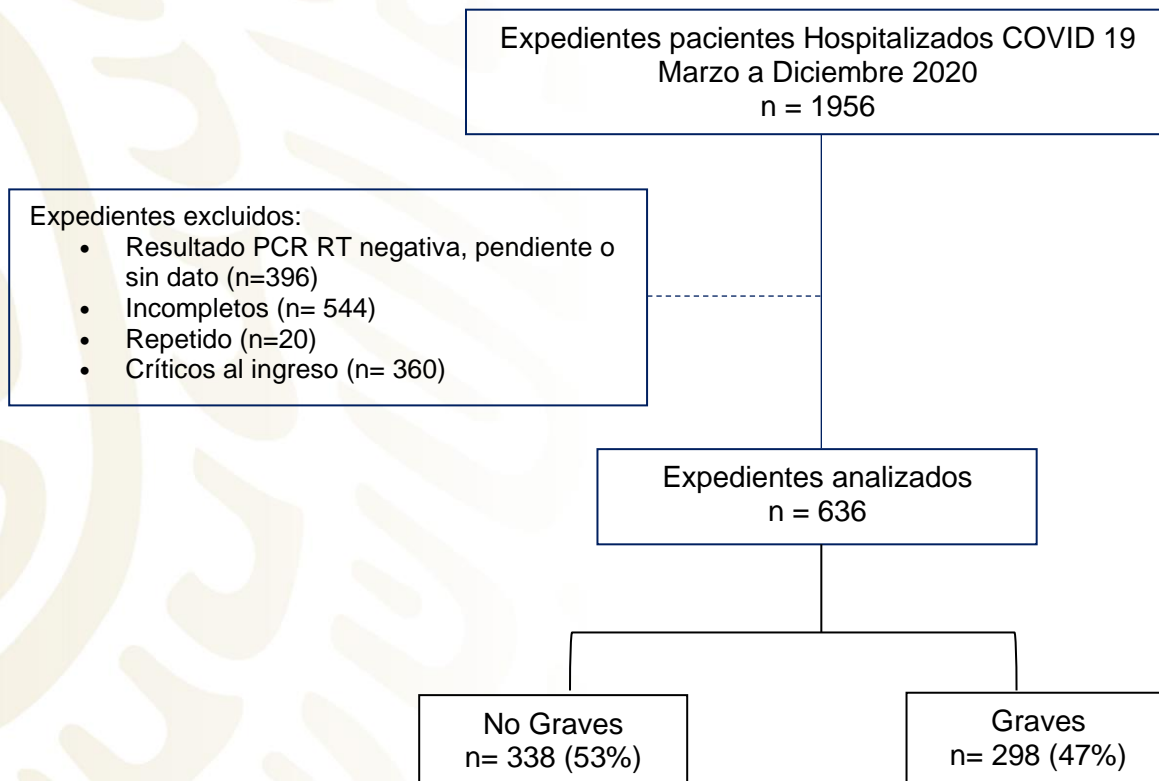 Expedientes pacientes Hospitalizados COVID 19
Marzo a Diciembre 2020
n = 1956
Expedientes excluidos:
• Resultado PCR RT negativa, pendiente o
sin dato (n=396)
• Incompletos (n= 544)
• Repetido (n=20)
• Críticos al ingreso (n= 360)
Expedientes analizados
n = 636
No Graves
n= 338 (53%)
Graves
n= 298 (47%)